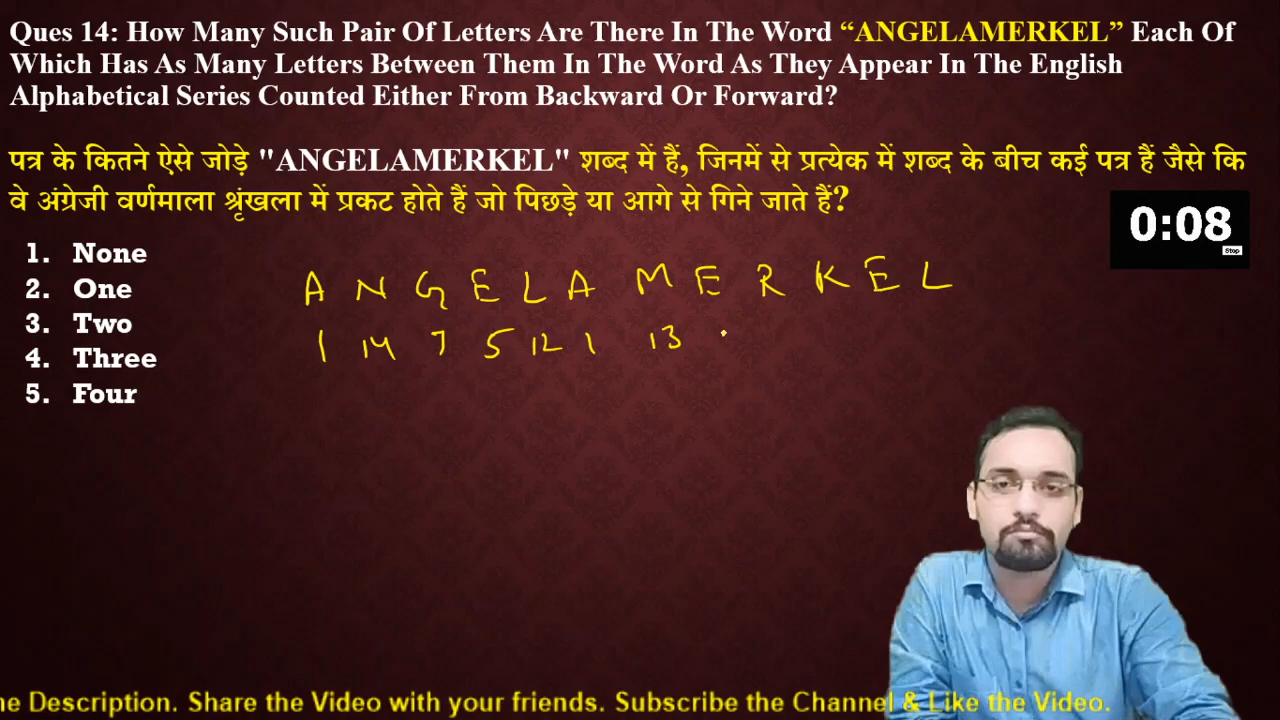 Ques 14: How Many Such Pair Of Letters Are There In The Word “ANGELAMERKEL” Each Of
Which Has As Many Letters Between Them In The Word As They Appear In The English
Alphabetical Series Counted Either From Backward Or Forward?
पत्र के कितने ऐसे जोड़े "ANGELAMERKEL" शब्द में हैं, जिनमें से प्रत्येक में शब्द के बीच कई पत्र हैं जैसे कि
वे अंग्रेजी वर्णमाला श्रृंखला में प्रकट होते हैं जो पिछड़े या आगे से गिने जाते हैं?
0:08
Stop
1. None
2. One
3. Two
4. Three
5. Four
A N G E L A M E R K E L
1 14 7 5 12 1 13
ne Description. Share the Video with your friends. Subscribe the Channel & Like the Video.